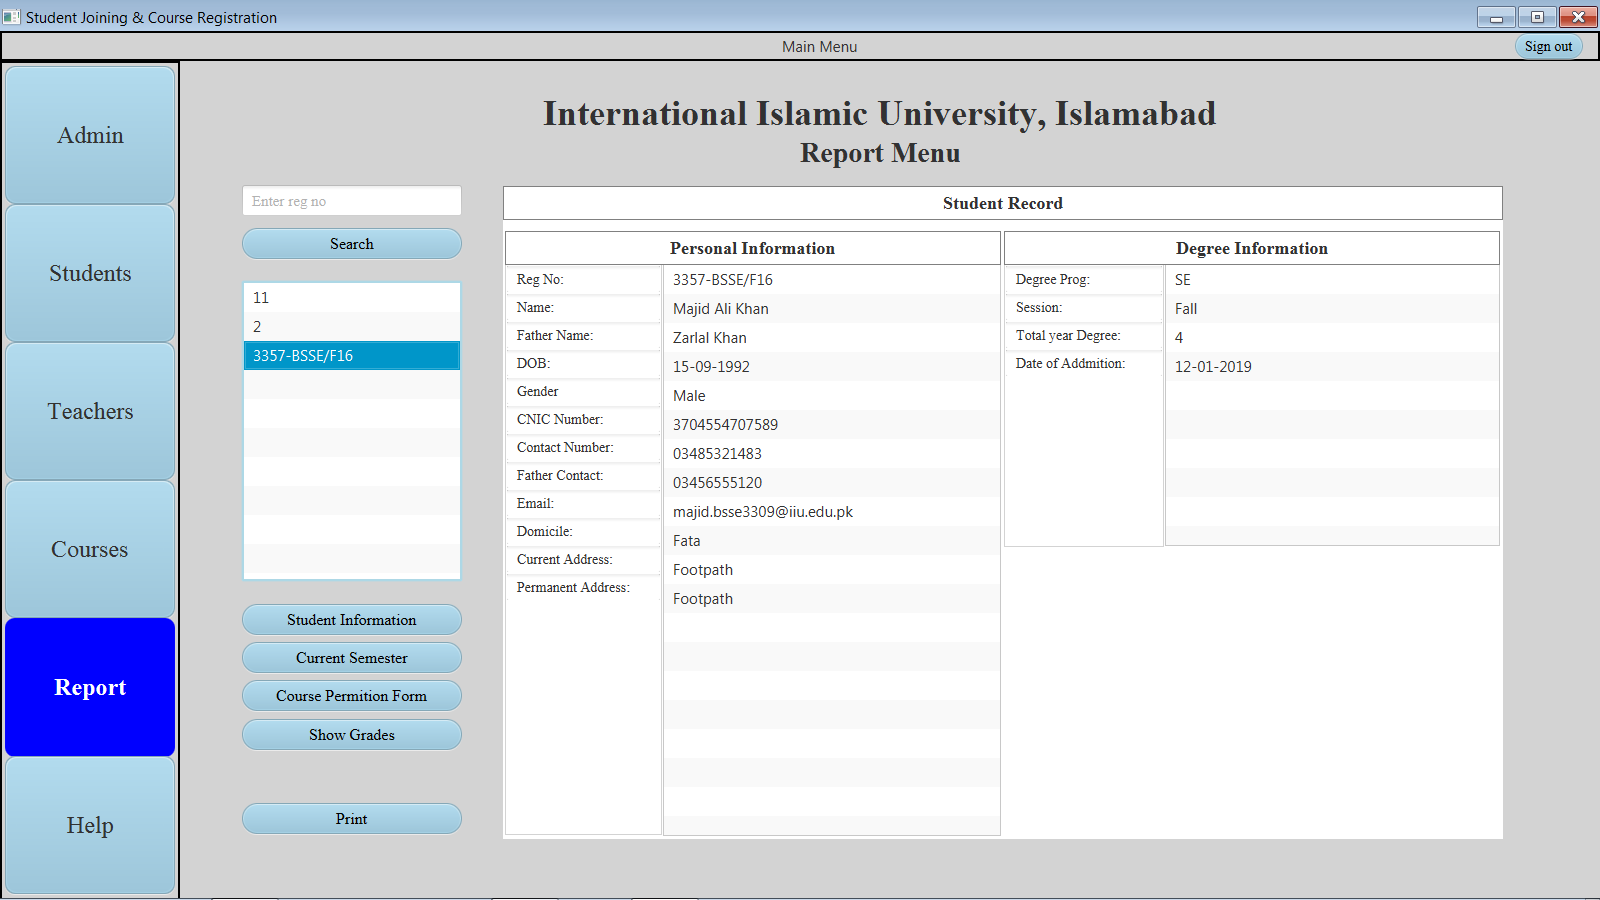 Student Joining & Course Registration
Main Menu
Sign out
Admin
Students
Teachers
Courses
Report
Help
International Islamic University, Islamabad
Report Menu
Enter reg no
Search
11
2
3357-BSSE/F16
Student Information
Current Semester
Course Permition Form
Show Grades
Print
Student Record
Personal Information
Reg No: 3357-BSSE/F16
Name: Majid Ali Khan
Father Name: Zarlal Khan
DOB: 15-09-1992
Gender Male
CNIC Number: 3704554707589
Contact Number: 03485321483
Father Contact: 03456555120
Email: majid.bsse3309@iiu.edu.pk
Domicile: Fata
Current Address: Footpath
Permanent Address: Footpath
Degree Information
Degree Prog: SE
Session: Fall
Total year Degree: 4
Date of Addmition: 12-01-2019